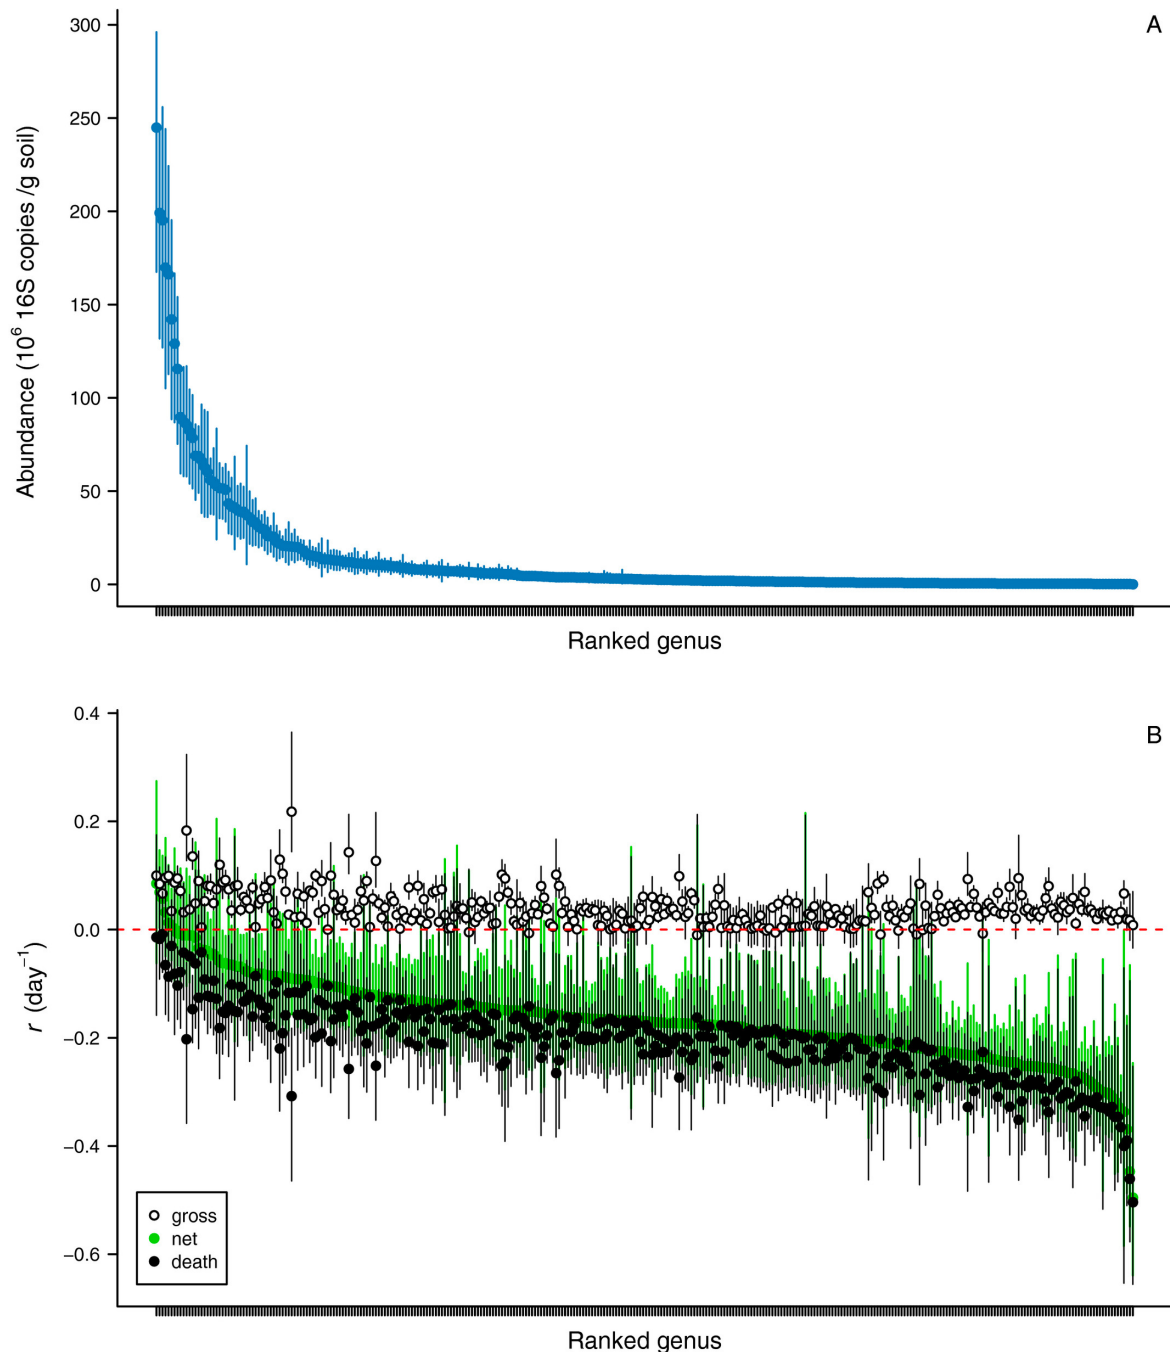 A
300
250
200
150
100
50
0
Abundance (10⁶ 16S copies /g soil)
Ranked genus
B
0.4
0.2
0.0
−0.2
−0.4
−0.6
r (day⁻¹)
gross
net
death
Ranked genus